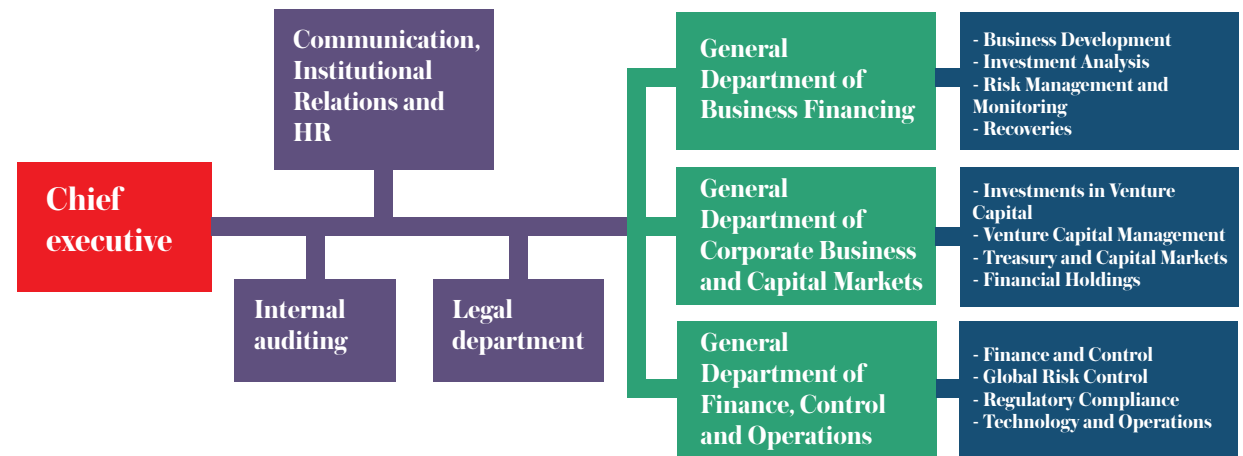 Chief
executive
Communication,
Institutional
Relations and
HR
Internal
auditing
Legal
department
General
Department of
Business Financing
- Business Development
- Investment Analysis
- Risk Management and
Monitoring
- Recoveries
General
Department of
Corporate Business
and Capital Markets
- Investments in Venture
Capital
- Venture Capital Management
- Treasury and Capital Markets
- Financial Holdings
General
Department of
Finance, Control
and Operations
- Finance and Control
- Global Risk Control
- Regulatory Compliance
- Technology and Operations